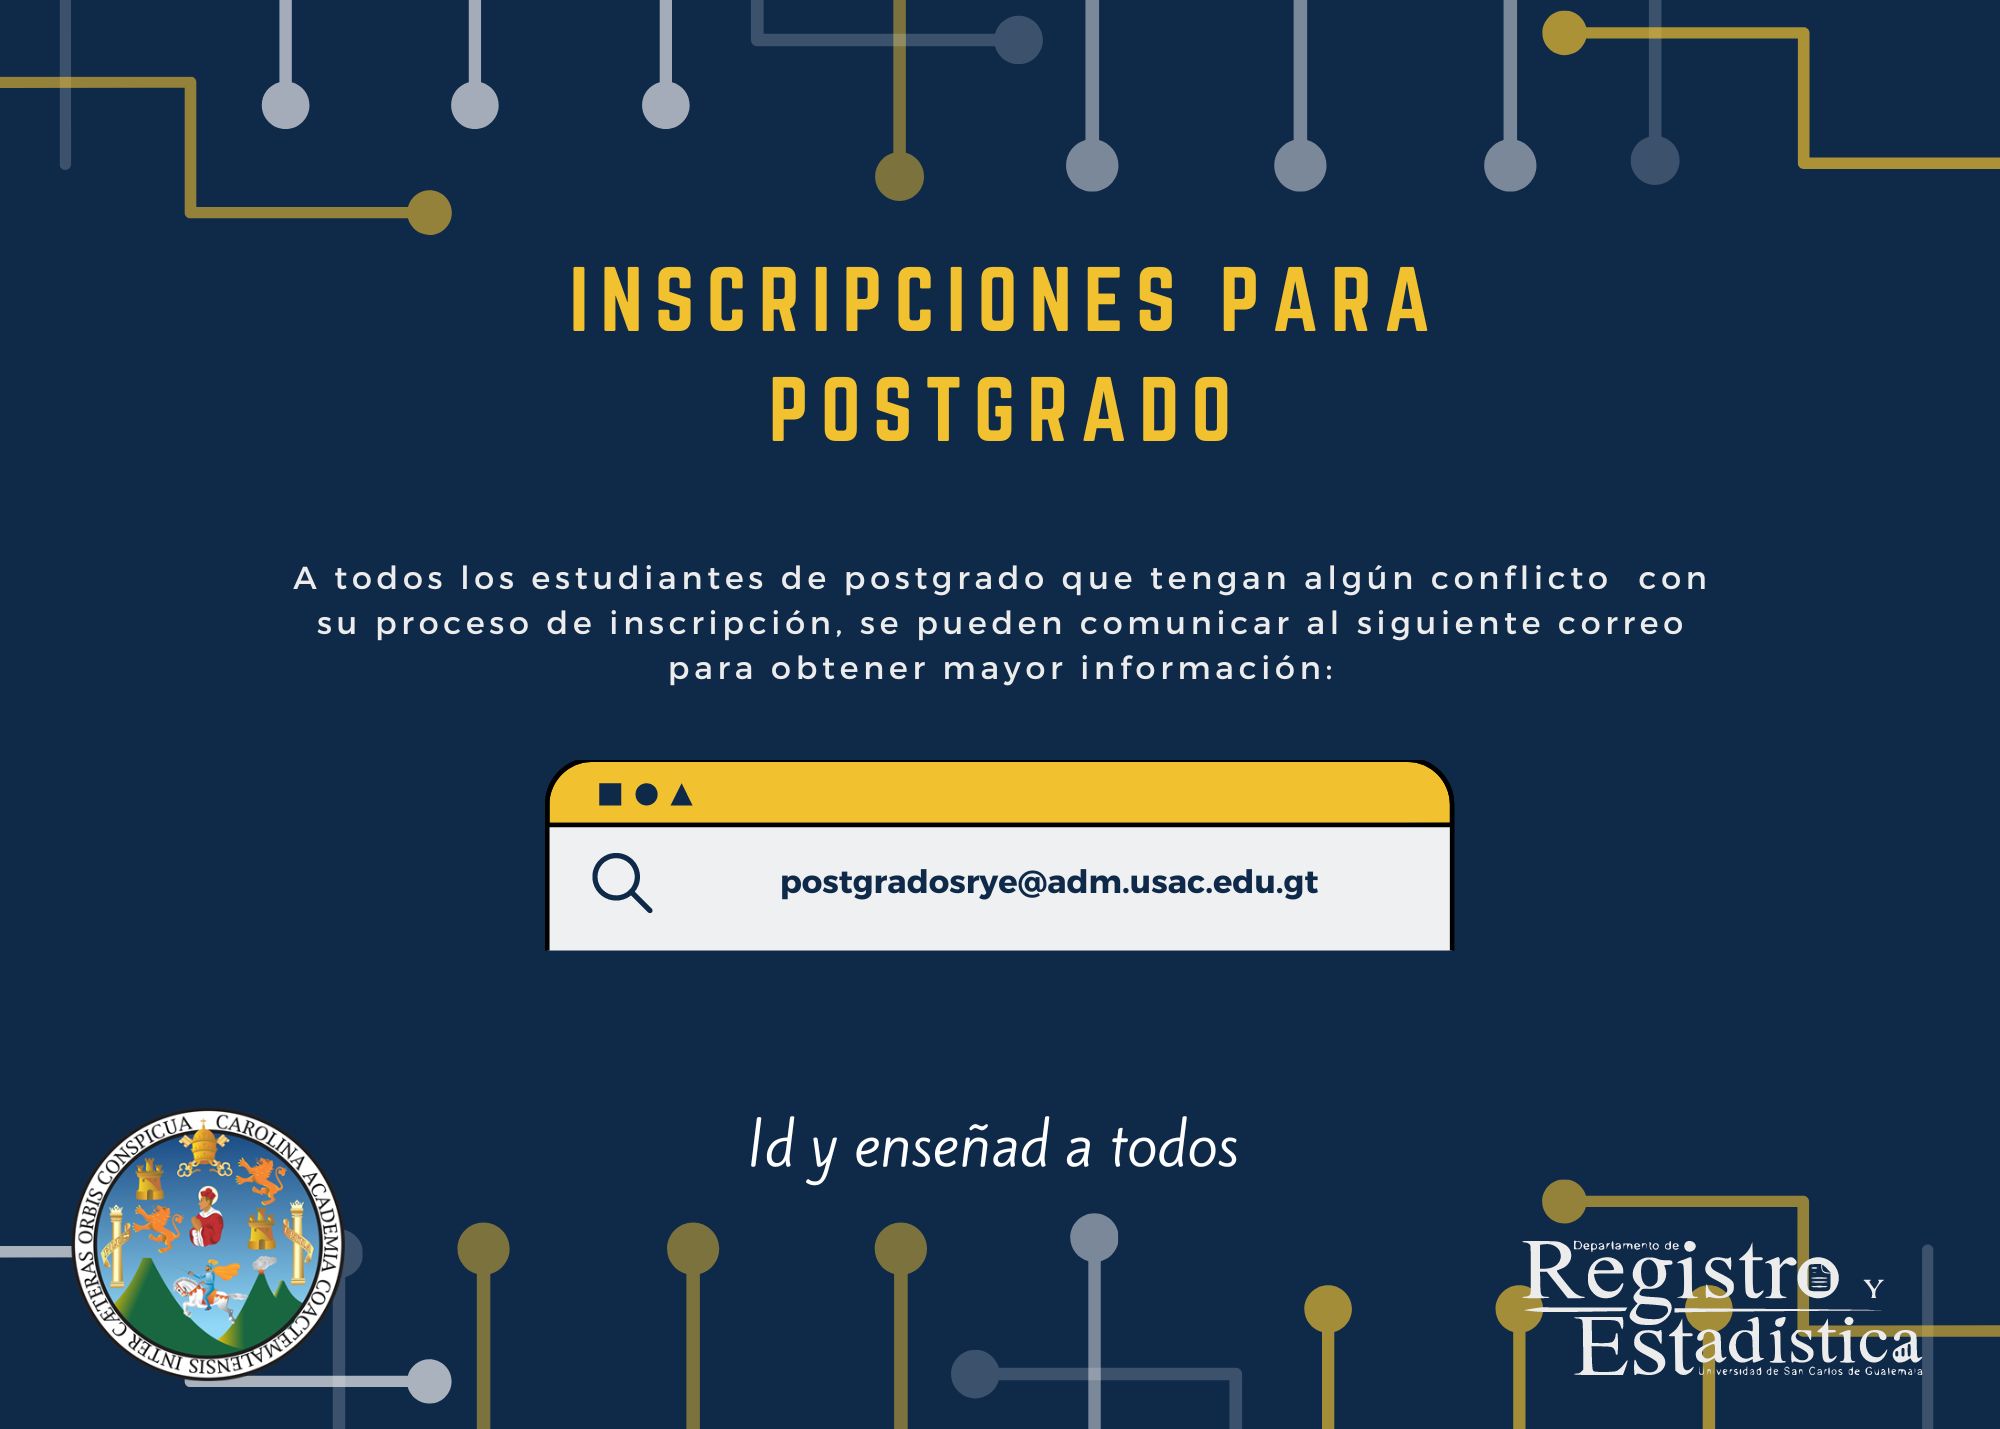 INSCRIPCIONES PARA
POSTGRADO
A todos los estudiantes de postgrado que tengan algún conflicto con
su proceso de inscripción, se pueden comunicar al siguiente correo
para obtener mayor información:
postgradosrye@adm.usac.edu.gt
Id y enseñad a todos
CAROLINA ACADEMIA COACTEMALENSIS INTER CÆTERAS ORBIS CONSPICUA
Departamento de
Registro Y
Estadística
Universidad de San Carlos de Guatemala